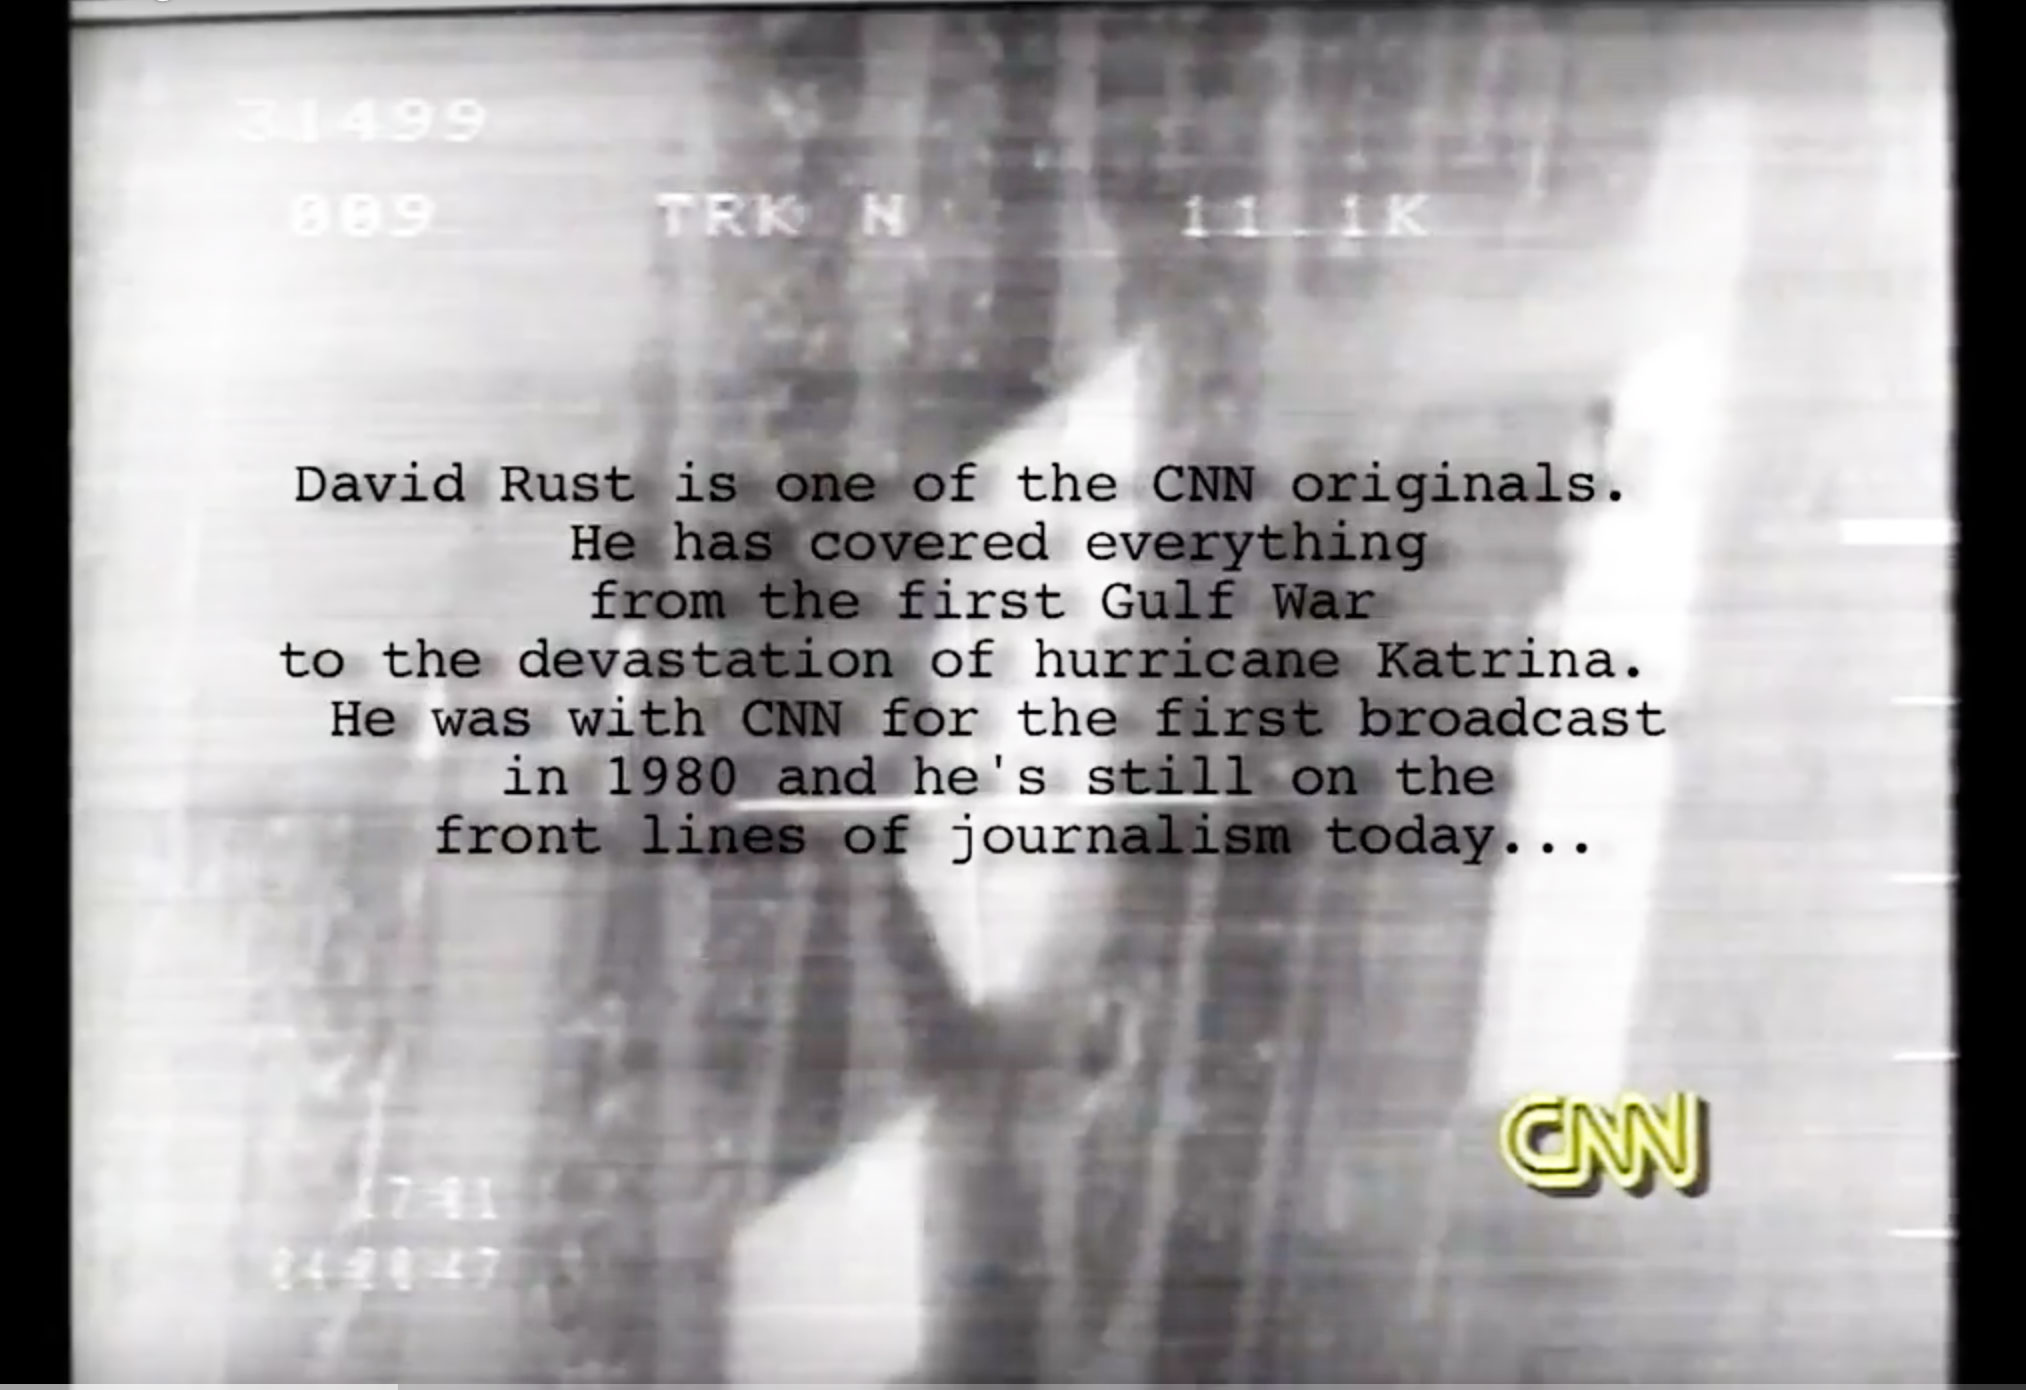 31499
009 TRK N 11.1K
David Rust is one of the CNN originals.
He has covered everything
from the first Gulf War
to the devastation of hurricane Katrina.
He was with CNN for the first broadcast
in 1980 and he's still on the
front lines of journalism today...
CNN